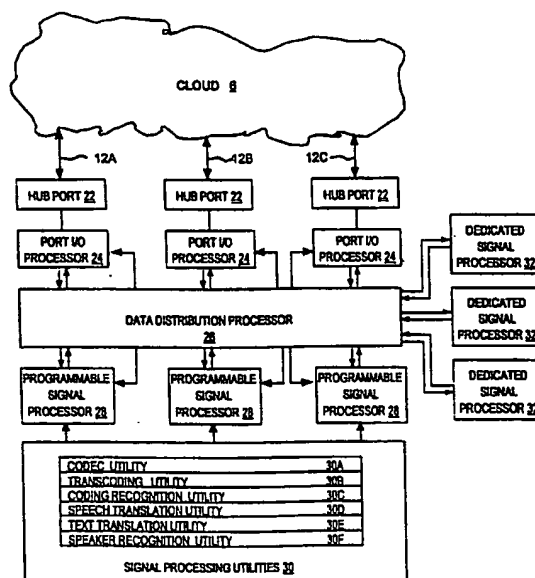 CLOUD 6
12A
12B
12C
HUB PORT 22
HUB PORT 22
HUB PORT 22
PORT I/O
PROCESSOR 24
PORT I/O
PROCESSOR 24
PORT I/O
PROCESSOR 24
DEDICATED
SIGNAL
PROCESSOR 32
DEDICATED
SIGNAL
PROCESSOR 32
DEDICATED
SIGNAL
PROCESSOR 32
DATA DISTRIBUTION PROCESSOR
26
PROGRAMMABLE
SIGNAL
PROCESSOR 28
PROGRAMMABLE
SIGNAL
PROCESSOR 28
PROGRAMMABLE
SIGNAL
PROCESSOR 28
CODEC UTILITY 30A
TRANSCODING UTILITY 30B
CODING RECOGNITION UTILITY 30C
SPEECH TRANSLATION UTILITY 30D
TEXT TRANSLATION UTILITY 30E
SPEAKER RECOGNITION UTILITY 30F
SIGNAL PROCESSING UTILITIES 30